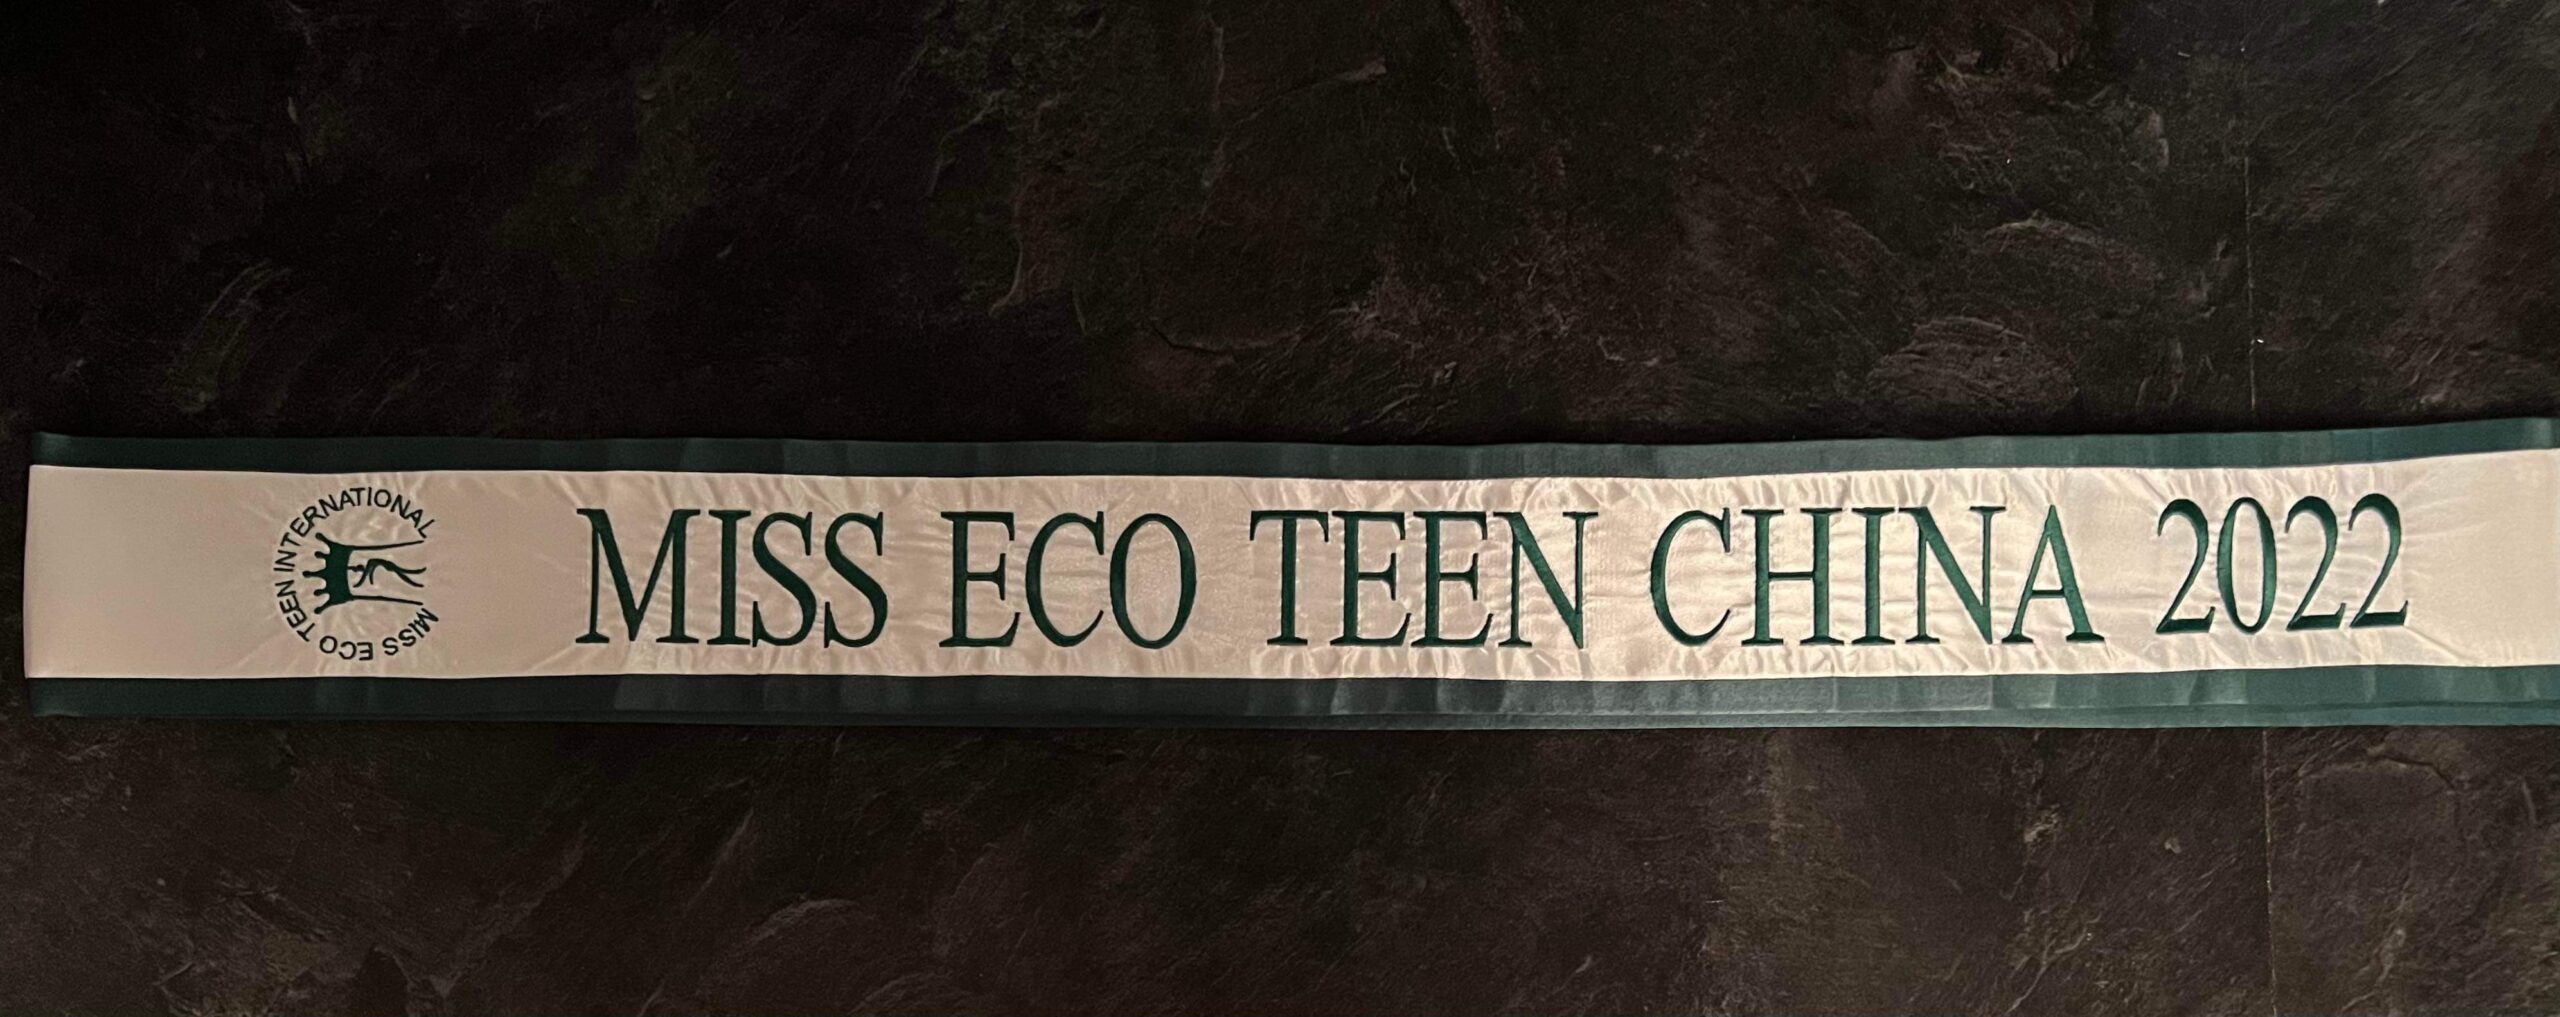 MISS ECO TEEN INTERNATIONAL
MISS ECO TEEN CHINA 2022